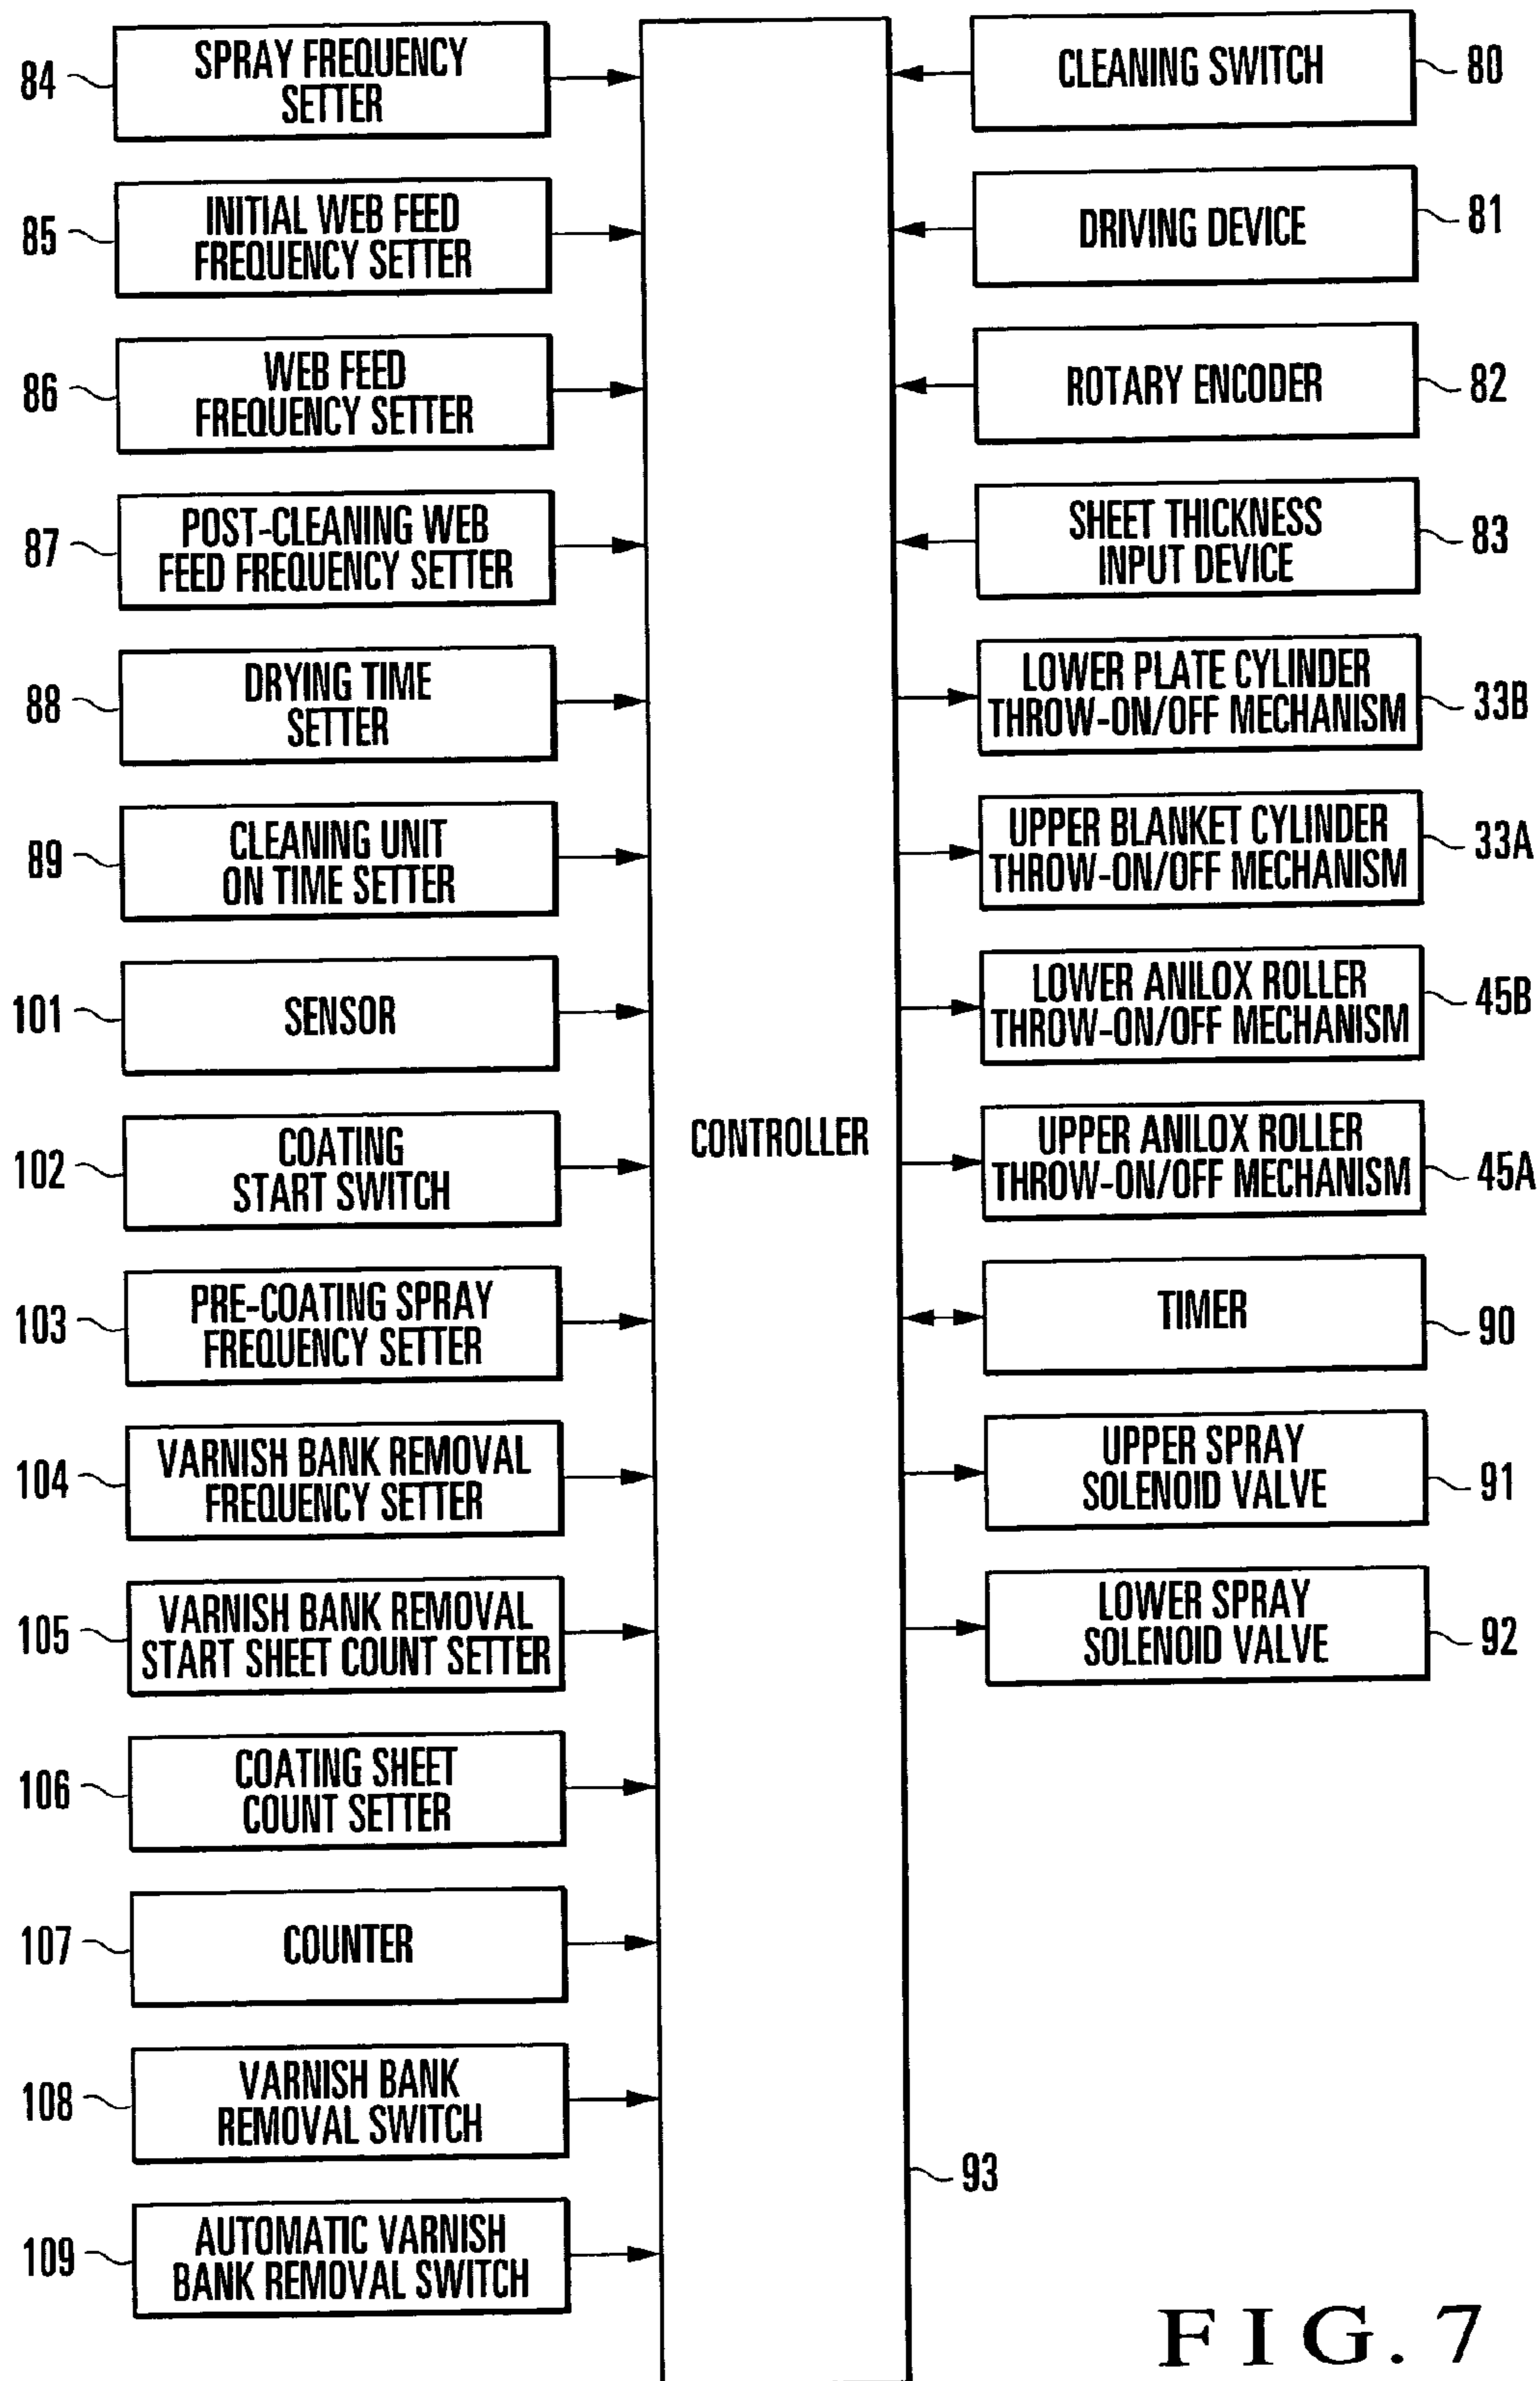 84
SPRAY FREQUENCY
SETTER
85
INITIAL WEB FEED
FREQUENCY SETTER
86
WEB FEED
FREQUENCY SETTER
87
POST-CLEANING WEB
FEED FREQUENCY SETTER
88
DRYING TIME
SETTER
89
CLEANING UNIT
ON TIME SETTER
101
SENSOR
102
COATING
START SWITCH
103
PRE-COATING SPRAY
FREQUENCY SETTER
104
VARNISH BANK REMOVAL
FREQUENCY SETTER
105
VARNISH BANK REMOVAL
START SHEET COUNT SETTER
106
COATING SHEET
COUNT SETTER
107
COUNTER
108
VARNISH BANK
REMOVAL SWITCH
109
AUTOMATIC VARNISH
BANK REMOVAL SWITCH
CONTROLLER
93
CLEANING SWITCH
80
DRIVING DEVICE
81
ROTARY ENCODER
82
SHEET THICKNESS
INPUT DEVICE
83
LOWER PLATE CYLINDER
THROW-ON/OFF MECHANISM
33B
UPPER BLANKET CYLINDER
THROW-ON/OFF MECHANISM
33A
LOWER ANILOX ROLLER
THROW-ON/OFF MECHANISM
45B
UPPER ANILOX ROLLER
THROW-ON/OFF MECHANISM
45A
TIMER
90
UPPER SPRAY
SOLENOID VALVE
91
LOWER SPRAY
SOLENOID VALVE
92
FIG. 7